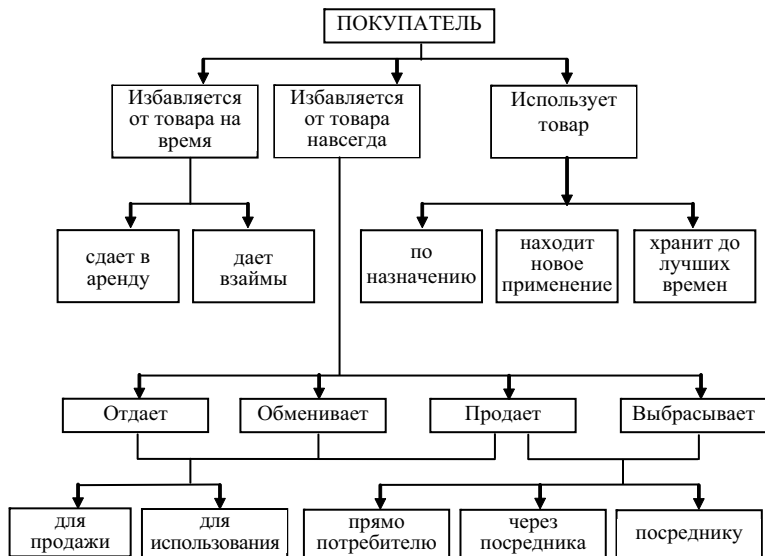 ПОКУПАТЕЛЬ
Избавляется
от товара на
время
Избавляется
от товара
навсегда
Использует
товар
сдает в
аренду
дает
взаймы
по
назначению
находит
новое
применение
хранит до
лучших
времен
Отдает
Обменивает
Продает
Выбрасывает
для
продажи
для
использования
прямо
потребителю
через
посредника
посреднику